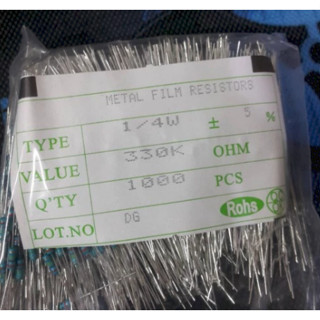 METAL FILM RESISTORS
TYPE 1/4W ± 5 %
VALUE 330K OHM
Q'TY 1000 PCS
LOT.NO DG Rohs